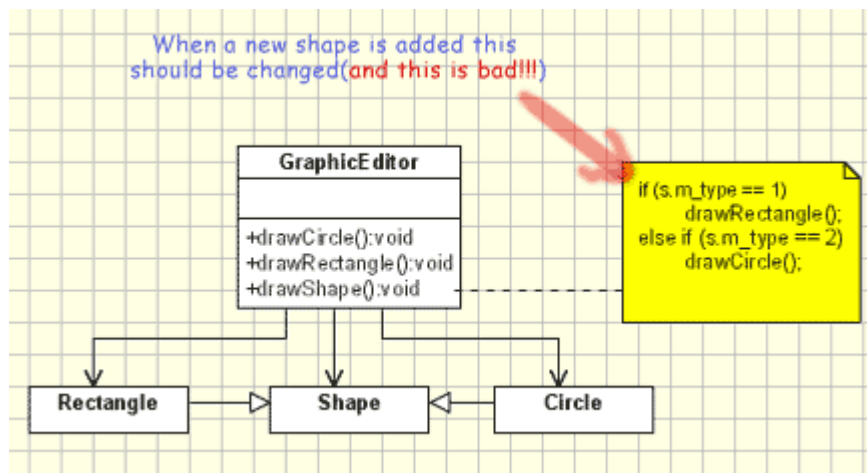 When a new shape is added this
should be changed(and this is bad!!!)
GraphicEditor
+drawCircle():void
+drawRectangle():void
+drawShape():void
if (s.m_type == 1)
drawRectangle();
else if (s.m_type == 2)
drawCircle();
Rectangle
Shape
Circle